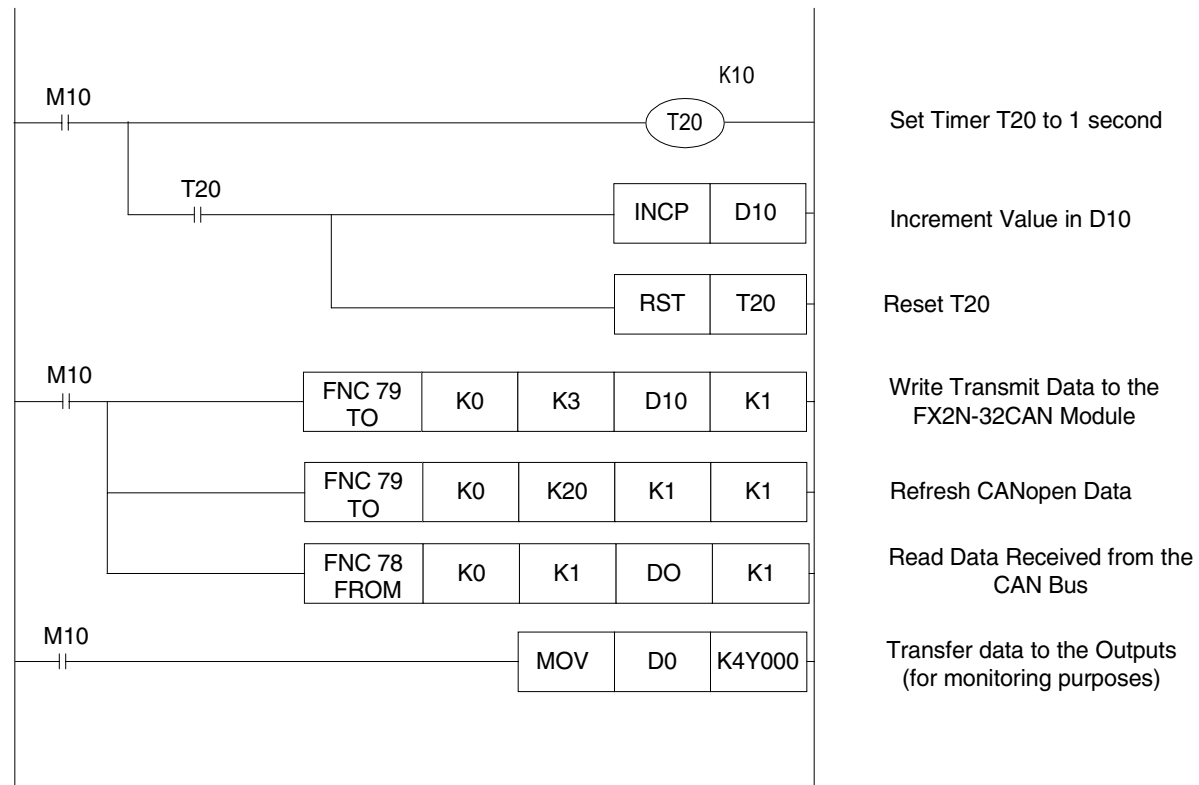 K10
M10
T20
Set Timer T20 to 1 second
T20
INCP D10
Increment Value in D10
RST T20
Reset T20
M10
FNC 79
TO
K0 K3 D10 K1
Write Transmit Data to the
FX2N-32CAN Module
FNC 79
TO
K0 K20 K1 K1
Refresh CANopen Data
FNC 78
FROM
K0 K1 DO K1
Read Data Received from the
CAN Bus
M10
MOV D0 K4Y000
Transfer data to the Outputs
(for monitoring purposes)